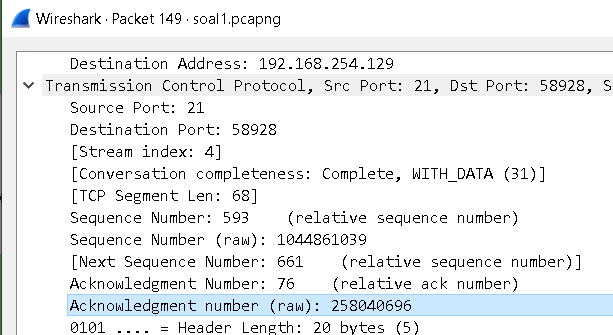 Wireshark · Packet 149 · soal1.pcapng
Destination Address: 192.168.254.129
Transmission Control Protocol, Src Port: 21, Dst Port: 58928, S
Source Port: 21
Destination Port: 58928
[Stream index: 4]
[Conversation completeness: Complete, WITH_DATA (31)]
[TCP Segment Len: 68]
Sequence Number: 593    (relative sequence number)
Sequence Number (raw): 1044861039
[Next Sequence Number: 661    (relative sequence number)]
Acknowledgment Number: 76    (relative ack number)
Acknowledgment number (raw): 258040696
0101 .... = Header Length: 20 bytes (5)